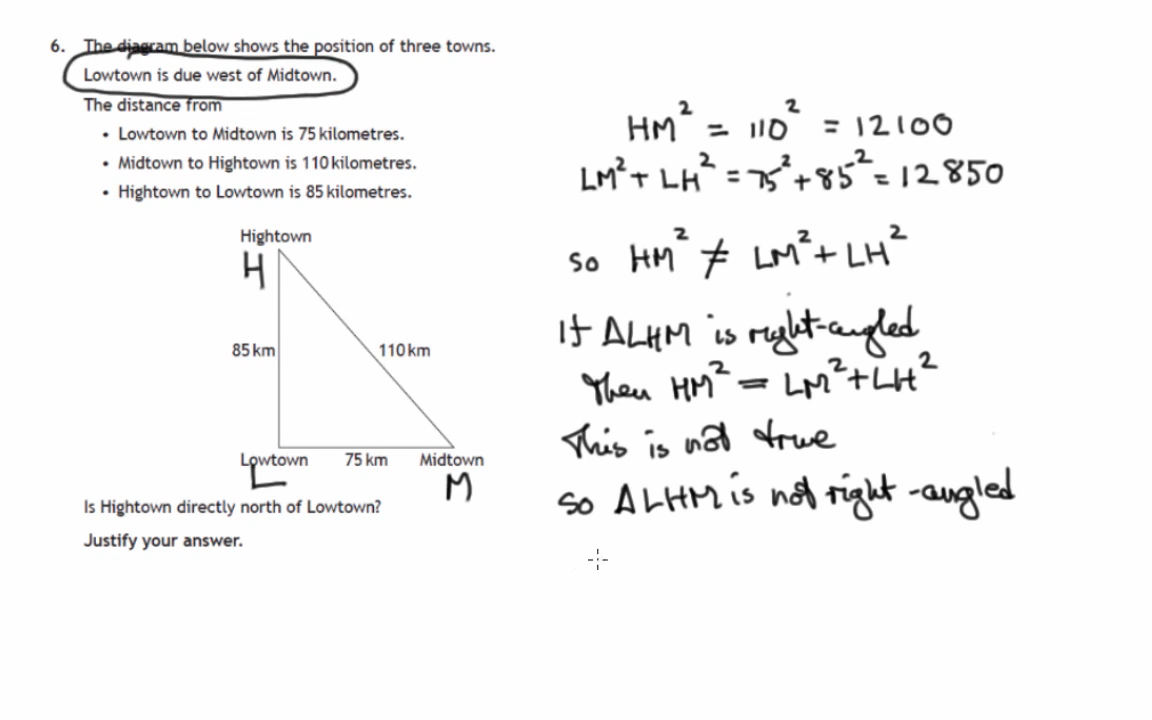 6. The diagram below shows the position of three towns.
Lowtown is due west of Midtown.
The distance from
• Lowtown to Midtown is 75 kilometres.
• Midtown to Hightown is 110 kilometres.
• Hightown to Lowtown is 85 kilometres.
Hightown
H
85 km
110 km
Lowtown
75 km
Midtown
L
M
Is Hightown directly north of Lowtown?
Justify your answer.
HM² = 110² = 12100
LM² + LH² = 75² + 85² = 12850
so HM² ≠ LM² + LH²
If ΔLHM is right-angled
Then HM² = LM² + LH²
This is not true
so ΔLHM is not right-angled